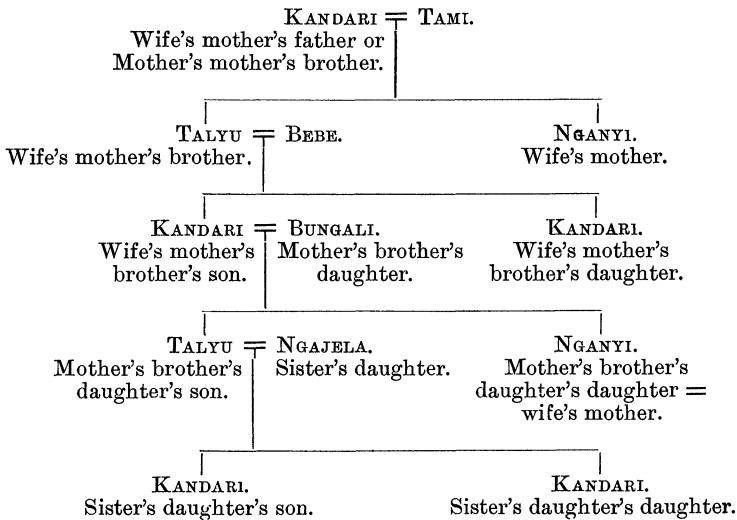 KANDARI = TAMI.
Wife's mother's father or
Mother's mother's brother.
TALYU = BEBE.
Wife's mother's brother.
NGANYI.
Wife's mother.
KANDARI = BUNGALI.
Wife's mother's
brother's son.
Mother's brother's
daughter.
KANDARI.
Wife's mother's
brother's daughter.
TALYU = NGAJELA.
Mother's brother's
daughter's son.
Sister's daughter.
NGANYI.
Mother's brother's
daughter's daughter =
wife's mother.
KANDARI.
Sister's daughter's son.
KANDARI.
Sister's daughter's daughter.